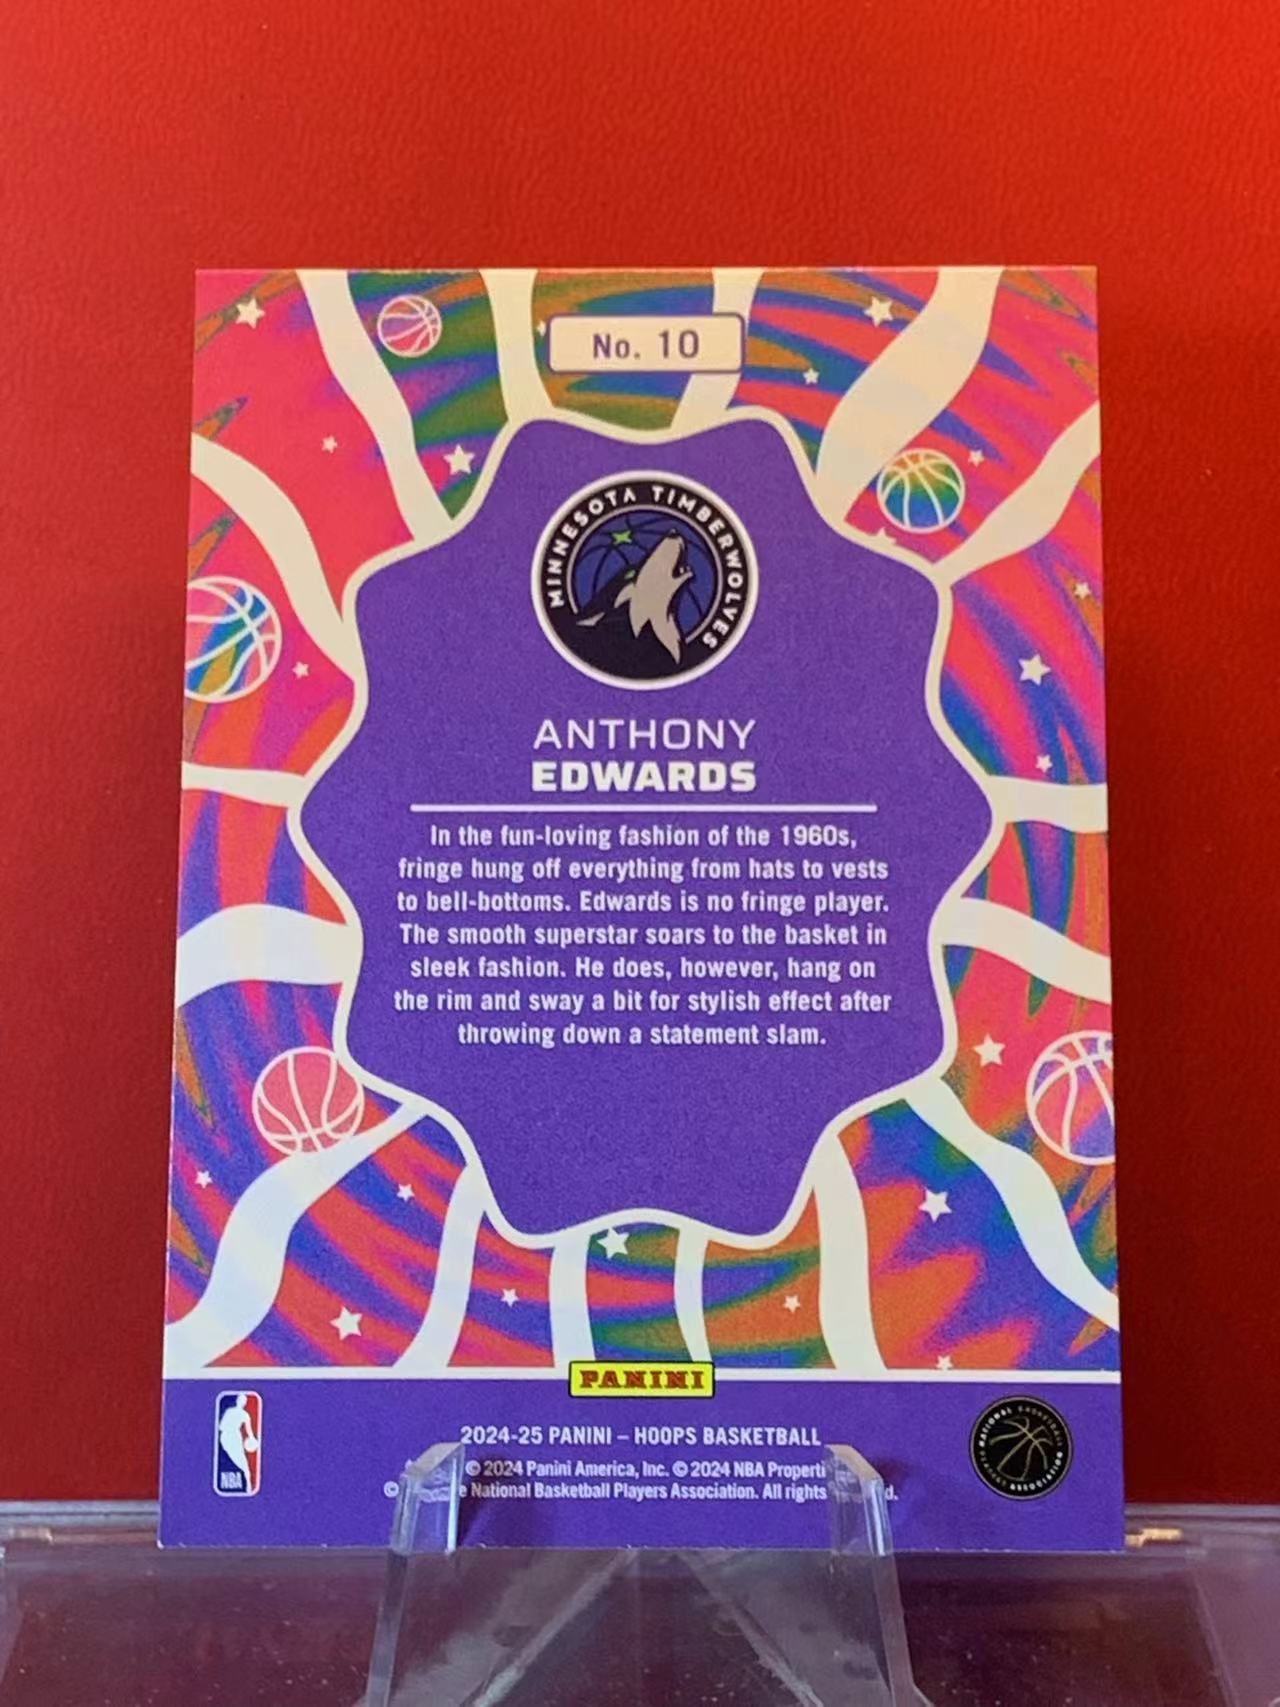 No. 10
MINNESOTA TIMBERWOLVES
ANTHONY
EDWARDS
In the fun-loving fashion of the 1960s,
fringe hung off everything from hats to vests
to bell-bottoms. Edwards is no fringe player.
The smooth superstar soars to the basket in
sleek fashion. He does, however, hang on
the rim and sway a bit for stylish effect after
throwing down a statement slam.
PANINI
2024-25 PANINI – HOOPS BASKETBALL
© 2024 Panini America, Inc. © 2024 NBA
National Basketball Players Association. All rights
NBA
NATIONAL BASKETBALL
PLAYERS ASSOCIATION